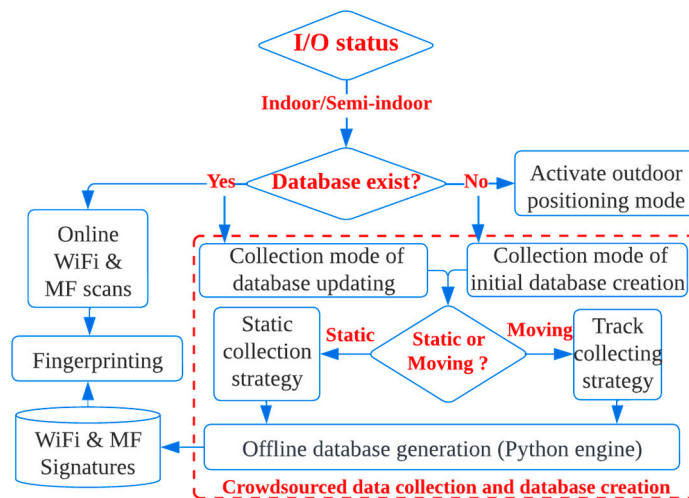 I/O status
Indoor/Semi-indoor
Yes
Database exist?
No
Activate outdoor
positioning mode
Online
WiFi &
MF scans
Collection mode of
database updating
Collection mode of
initial database creation
Static
collection
strategy
Static
Static or
Moving ?
Moving
Track
collecting
strategy
Fingerprinting
WiFi & MF
Signatures
Offline database generation (Python engine)
Crowdsourced data collection and database creation